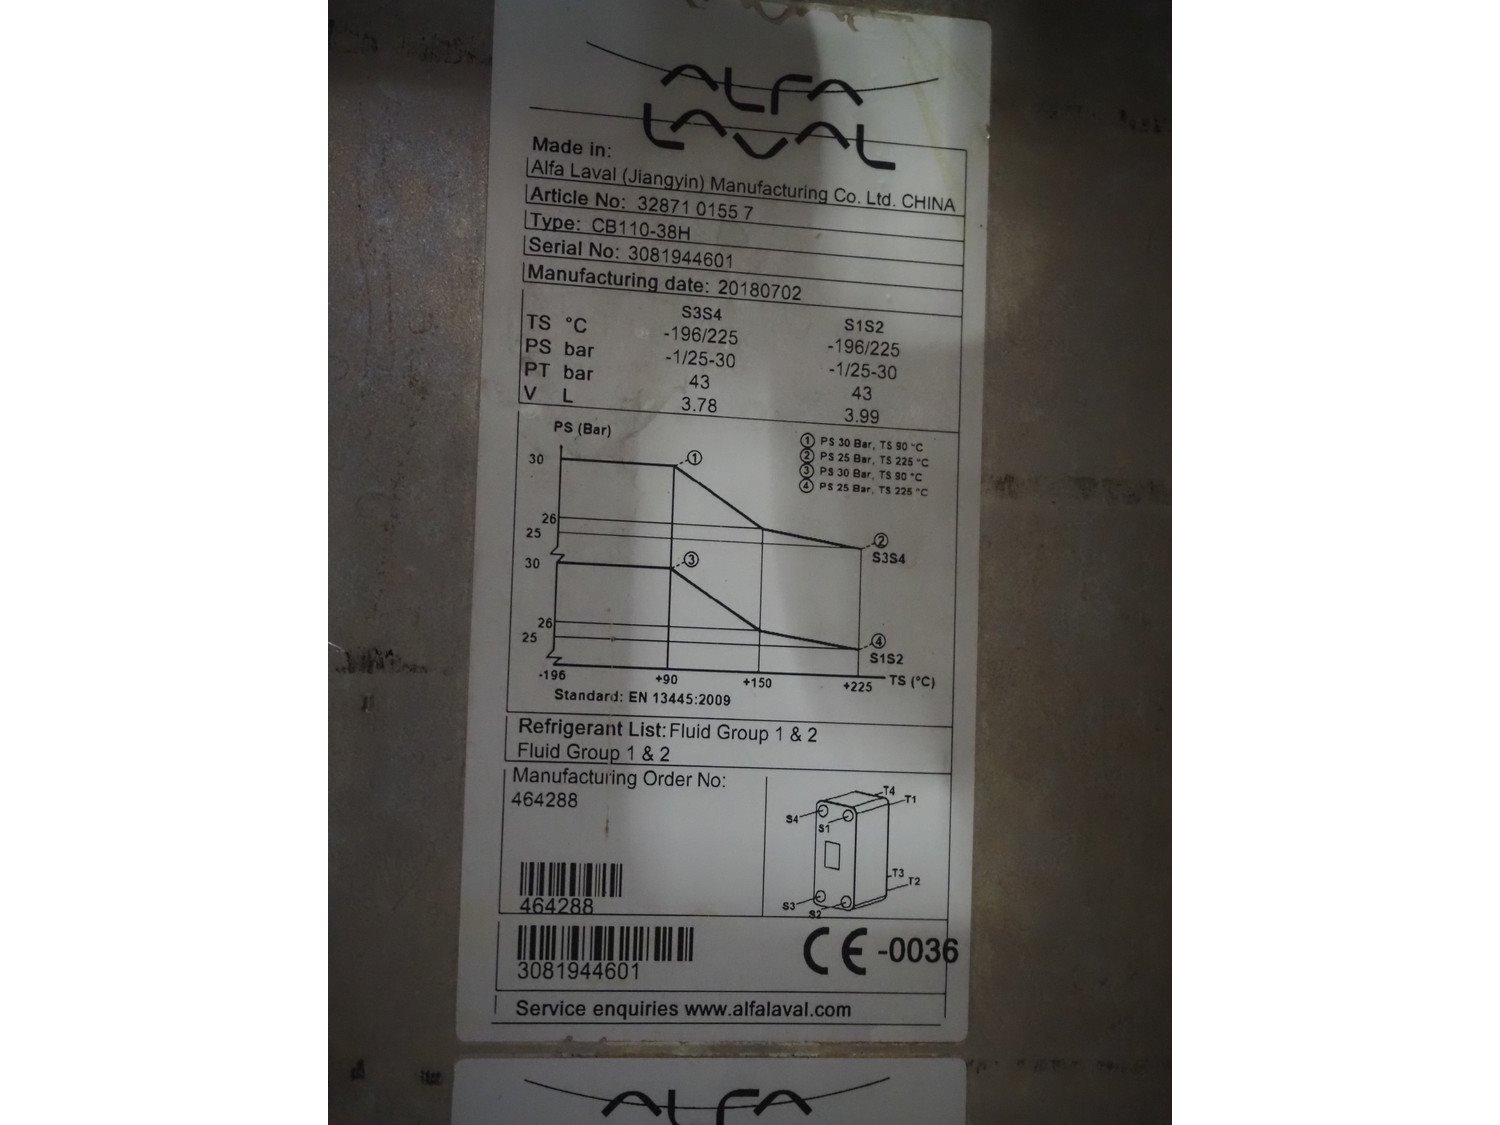 ALFA
LAVAL
Made in:
Alfa Laval (Jiangyin) Manufacturing Co. Ltd. CHINA
Article No: 32871 0155 7
Type: CB110-38H
Serial No: 3081944601
Manufacturing date: 20180702
S3S4 S1S2
TS °C -196/225 -196/225
PS bar -1/25-30 -1/25-30
PT bar 43 43
V L 3.78 3.99
PS (Bar)
① PS 30 Bar, TS 90 °C
② PS 25 Bar, TS 225 °C
③ PS 30 Bar, TS 90 °C
④ PS 25 Bar, TS 225 °C
30 ①
26
25 ②
S3S4
30 ③
26
25 ④
S1S2
-196 +90 +150 +225 TS (°C)
Standard: EN 13445:2009
Refrigerant List: Fluid Group 1 & 2
Fluid Group 1 & 2
Manufacturing Order No:
464288
T4
T1
S4
S1
T3
T2
S3
S2
464288
3081944601
CE-0036
Service enquiries www.alfalaval.com
ALFA